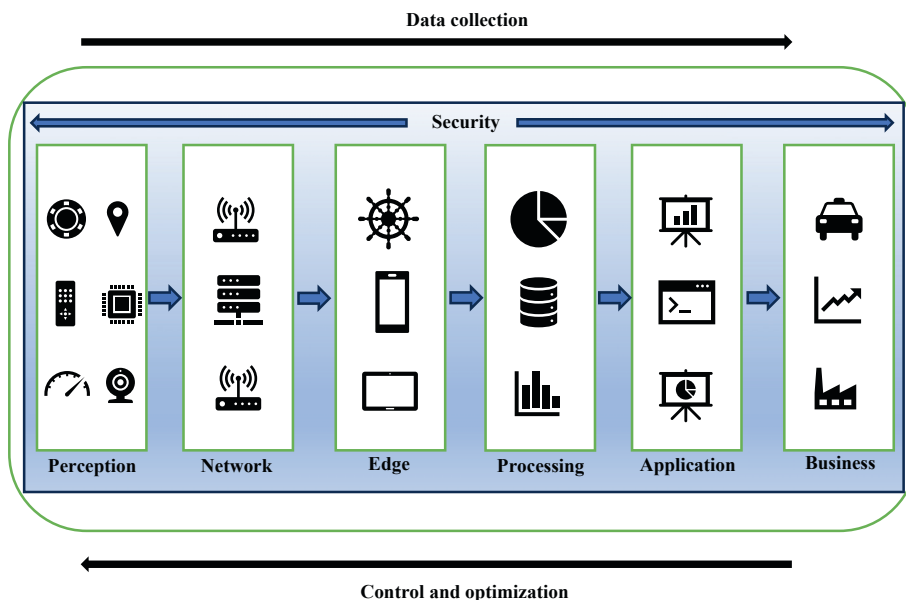 Data collection
Security
Perception
Network
Edge
Processing
Application
Business
Control and optimization